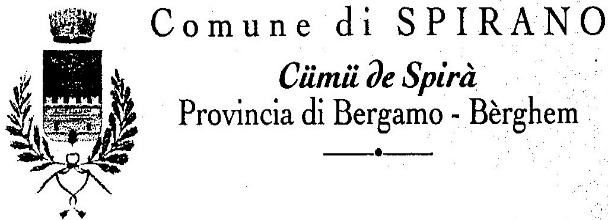 Comune di SPIRANO
Cümü de Spirà
Provincia di Bergamo - Bèrghem